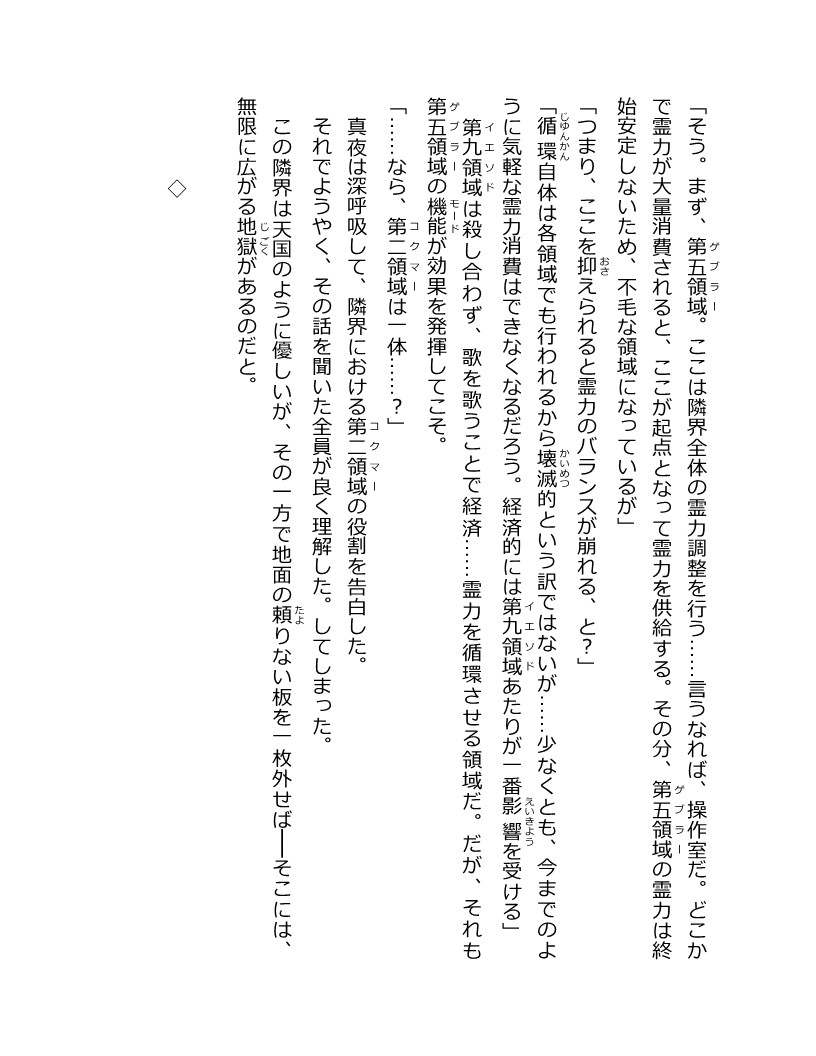 「そう。まず、第五領域。ここは隣界全体の霊力調整を行う……言うなれば、操作室だ。どこか
ゲブラー
で霊力が大量消費されると、ここが起点となって霊力を供給する。その分、第五領域の霊力は終
ゲブラー
始安定しないため、不毛な領域になっているが」
「つまり、ここを抑えられると霊力のバランスが崩れる、と？」
おさ
「循環自体は各領域でも行われるから壊滅的という訳ではないが……少なくとも、今までのよ
じゆんかん かいめつ
うに気軽な霊力消費はできなくなるだろう。経済的には第九領域あたりが一番影響を受ける」
イエソド えいきよう
第九領域は殺し合わず、歌を歌うことで経済……霊力を循環させる領域だ。だが、それも
イエソド
第五領域の機能が効果を発揮してこそ。
ゲブラー モード
「……なら、第二領域は一体……？」
コクマー
真夜は深呼吸して、隣界における第二領域の役割を告白した。
コクマー
それでようやく、その話を聞いた全員が良く理解した。してしまった。
この隣界は天国のように優しいが、その一方で地面の頼りない板を一枚外せば──そこには、
たよ
無限に広がる地獄があるのだと。
じごく
◇